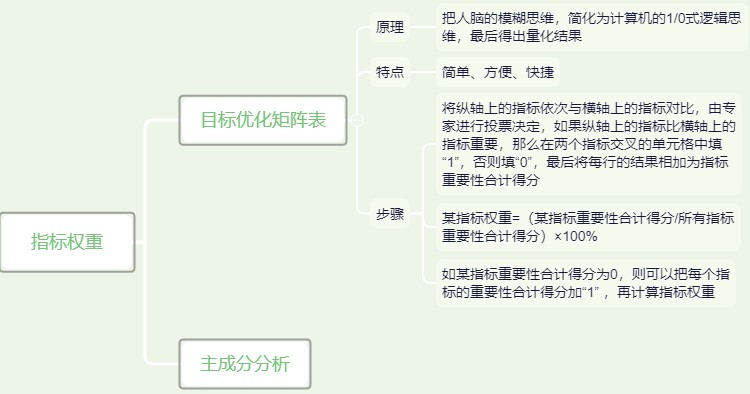 指标权重
目标优化矩阵表
原理
把人脑的模糊思维，简化为计算机的1/0式逻辑思
维，最后得出量化结果
特点
简单、方便、快捷
步骤
将纵轴上的指标依次与横轴上的指标对比，由专
家进行投票决定，如果纵轴上的指标比横轴上的
指标重要，那么在两个指标交叉的单元格中填
“1”，否则填“0”，最后将每行的结果相加为指标
重要性合计得分
某指标权重=（某指标重要性合计得分/所有指标
重要性合计得分）×100%
如某指标重要性合计得分为0，则可以把每个指
标的重要性合计得分加“1” ，再计算指标权重
主成分分析